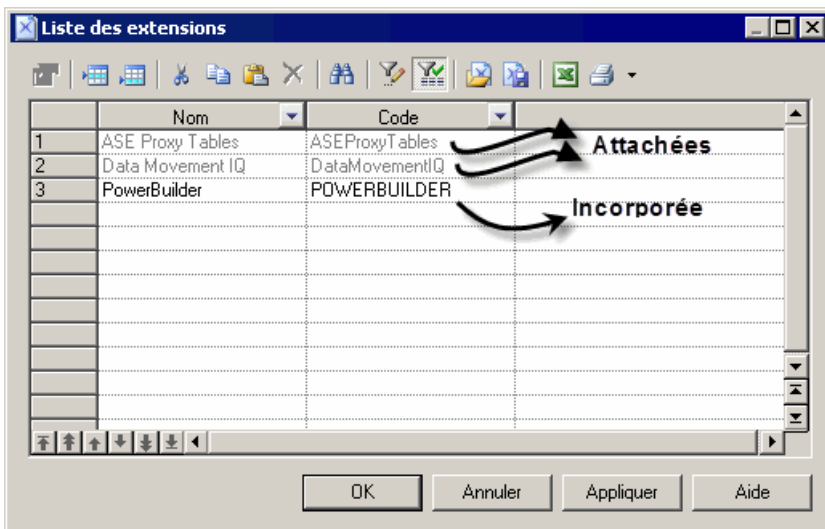 Liste des extensions
Nom Code
1 ASE Proxy Tables ASEProxyTables Attachées
2 Data Movement IQ DataMovementIQ
3 PowerBuilder POWERBUILDER Incorporée
OK Annuler Appliquer Aide